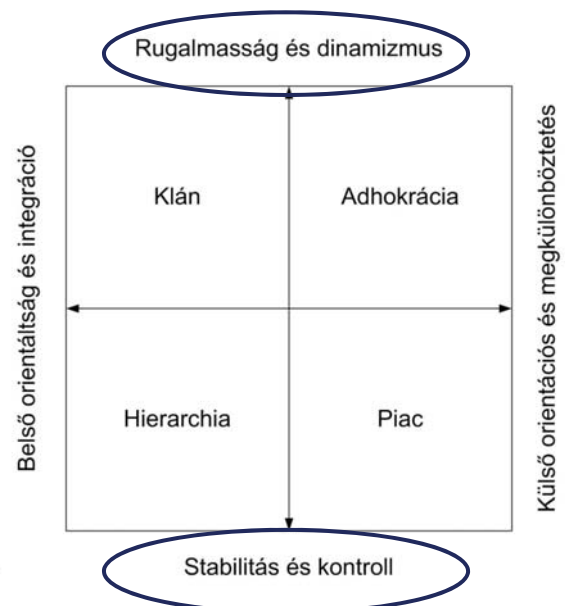 Rugalmasság és dinamizmus
Belső orientáltság és integráció
Klán
Adhokrácia
Külső orientációs és megkülönböztetés
Hierarchia
Piac
Stabilitás és kontroll